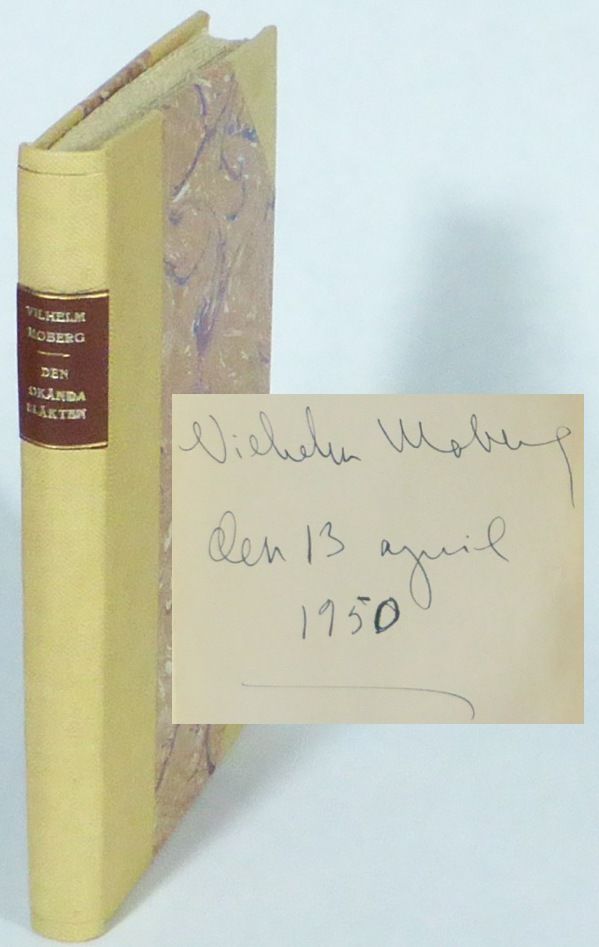 VILHELM
MOBERG
DEN
OKÄNDA
SLÄKTEN
Vilhelm Moberg
den 13 april
1950